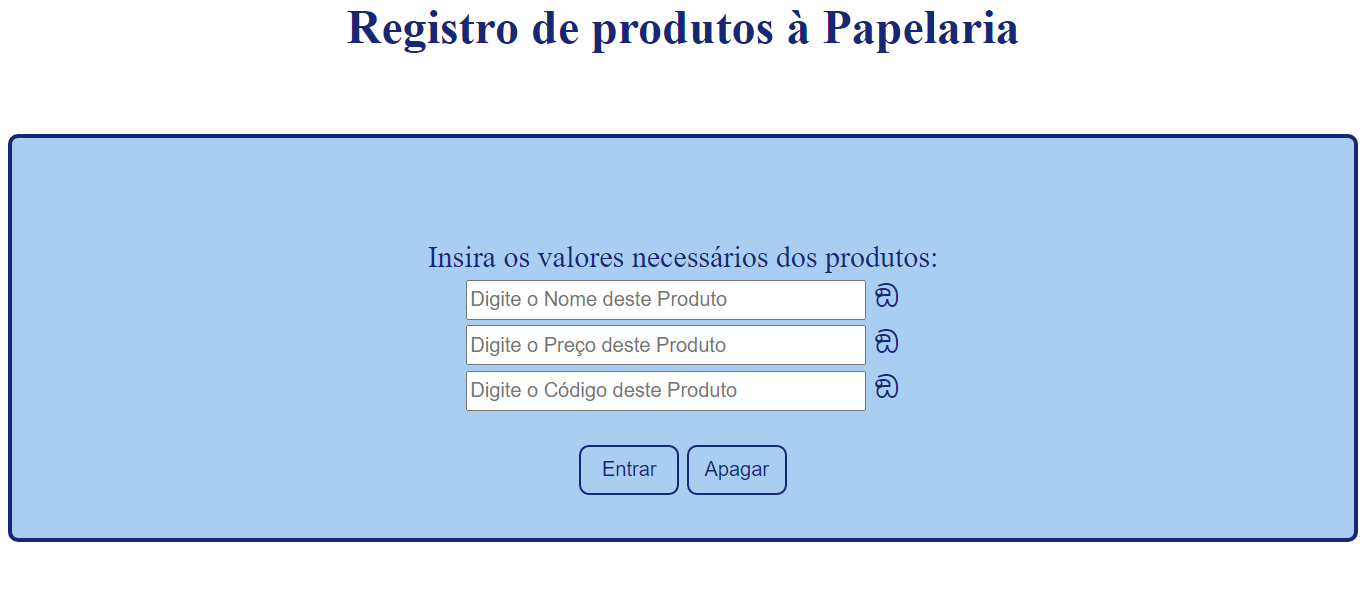 Registro de produtos à Papelaria
Insira os valores necessários dos produtos:
Digite o Nome deste Produto ඞ
Digite o Preço deste Produto ඞ
Digite o Código deste Produto ඞ
Entrar Apagar